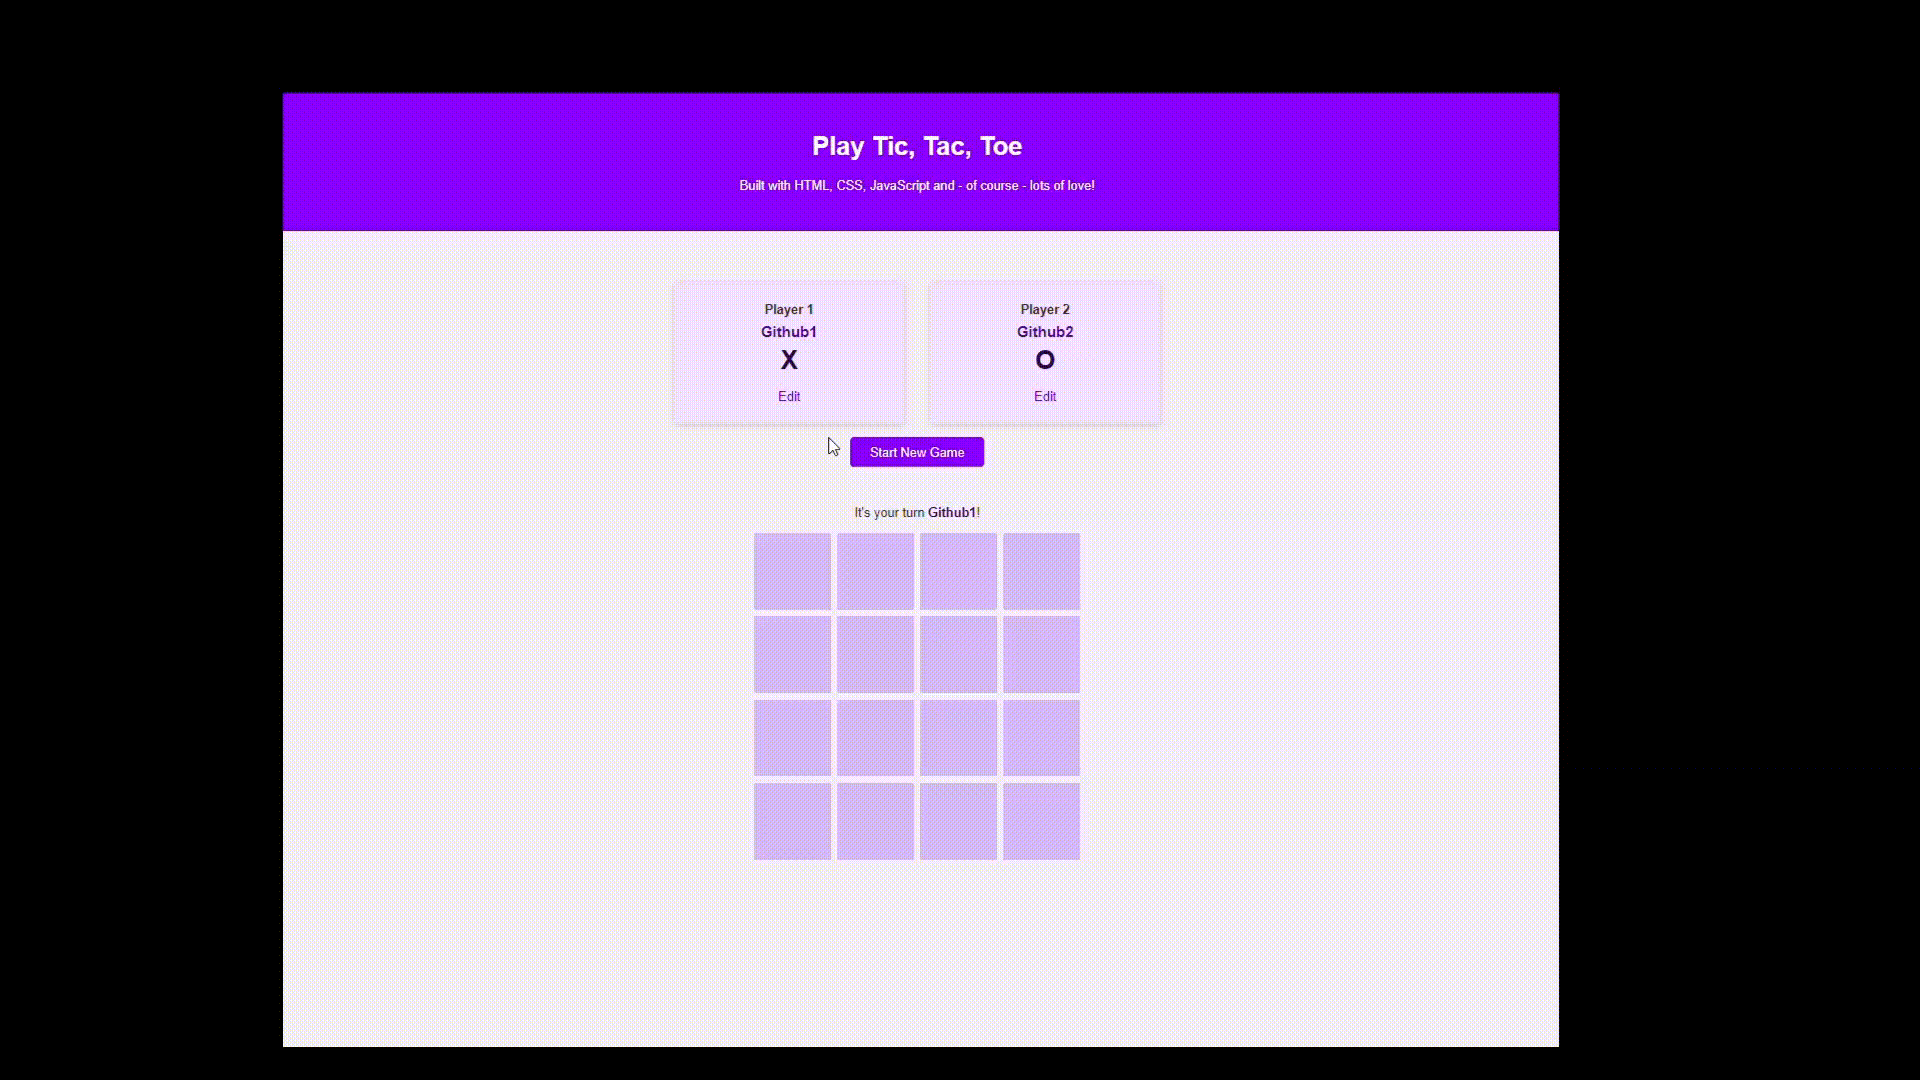 Play Tic, Tac, Toe
Built with HTML, CSS, JavaScript and - of course - lots of love!
Player 1
Github1
X
Edit
Player 2
Github2
O
Edit
Start New Game
It's your turn Github1!